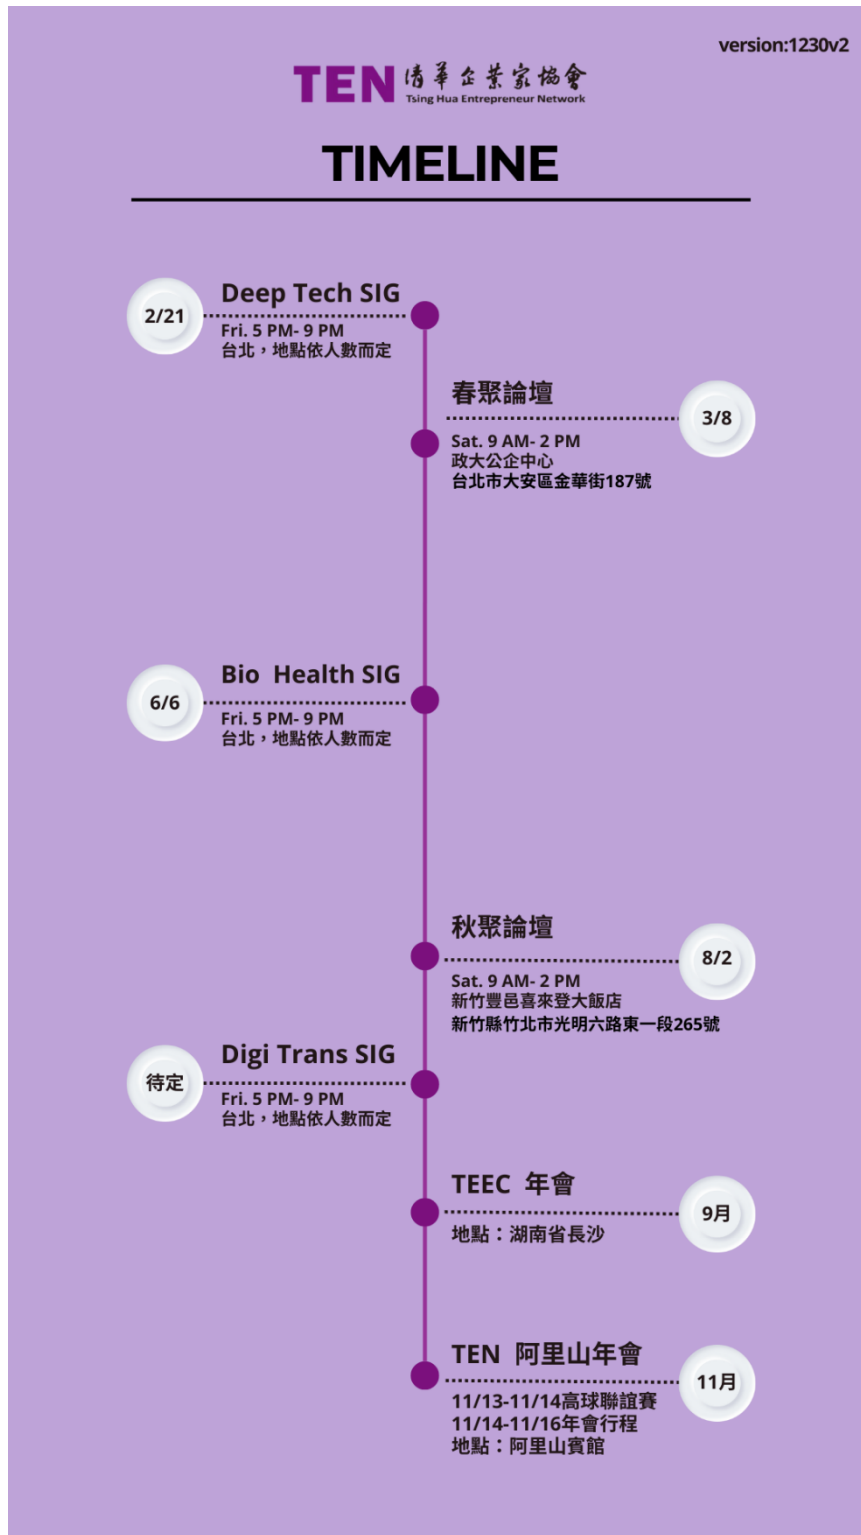 version:1230v2
TEN 清華企業家協會
Tsing Hua Entrepreneur Network
TIMELINE
2/21
Deep Tech SIG
Fri. 5 PM- 9 PM
台北，地點依人數而定
春聚論壇
3/8
Sat. 9 AM- 2 PM
政大公企中心
台北市大安區金華街187號
Bio Health SIG
6/6
Fri. 5 PM- 9 PM
台北，地點依人數而定
秋聚論壇
8/2
Sat. 9 AM- 2 PM
新竹豐邑喜來登大飯店
新竹縣竹北市光明六路東一段265號
Digi Trans SIG
待定
Fri. 5 PM- 9 PM
台北，地點依人數而定
TEEC 年會
9月
地點：湖南省長沙
TEN 阿里山年會
11月
11/13-11/14高球聯誼賽
11/14-11/16年會行程
地點：阿里山賓館